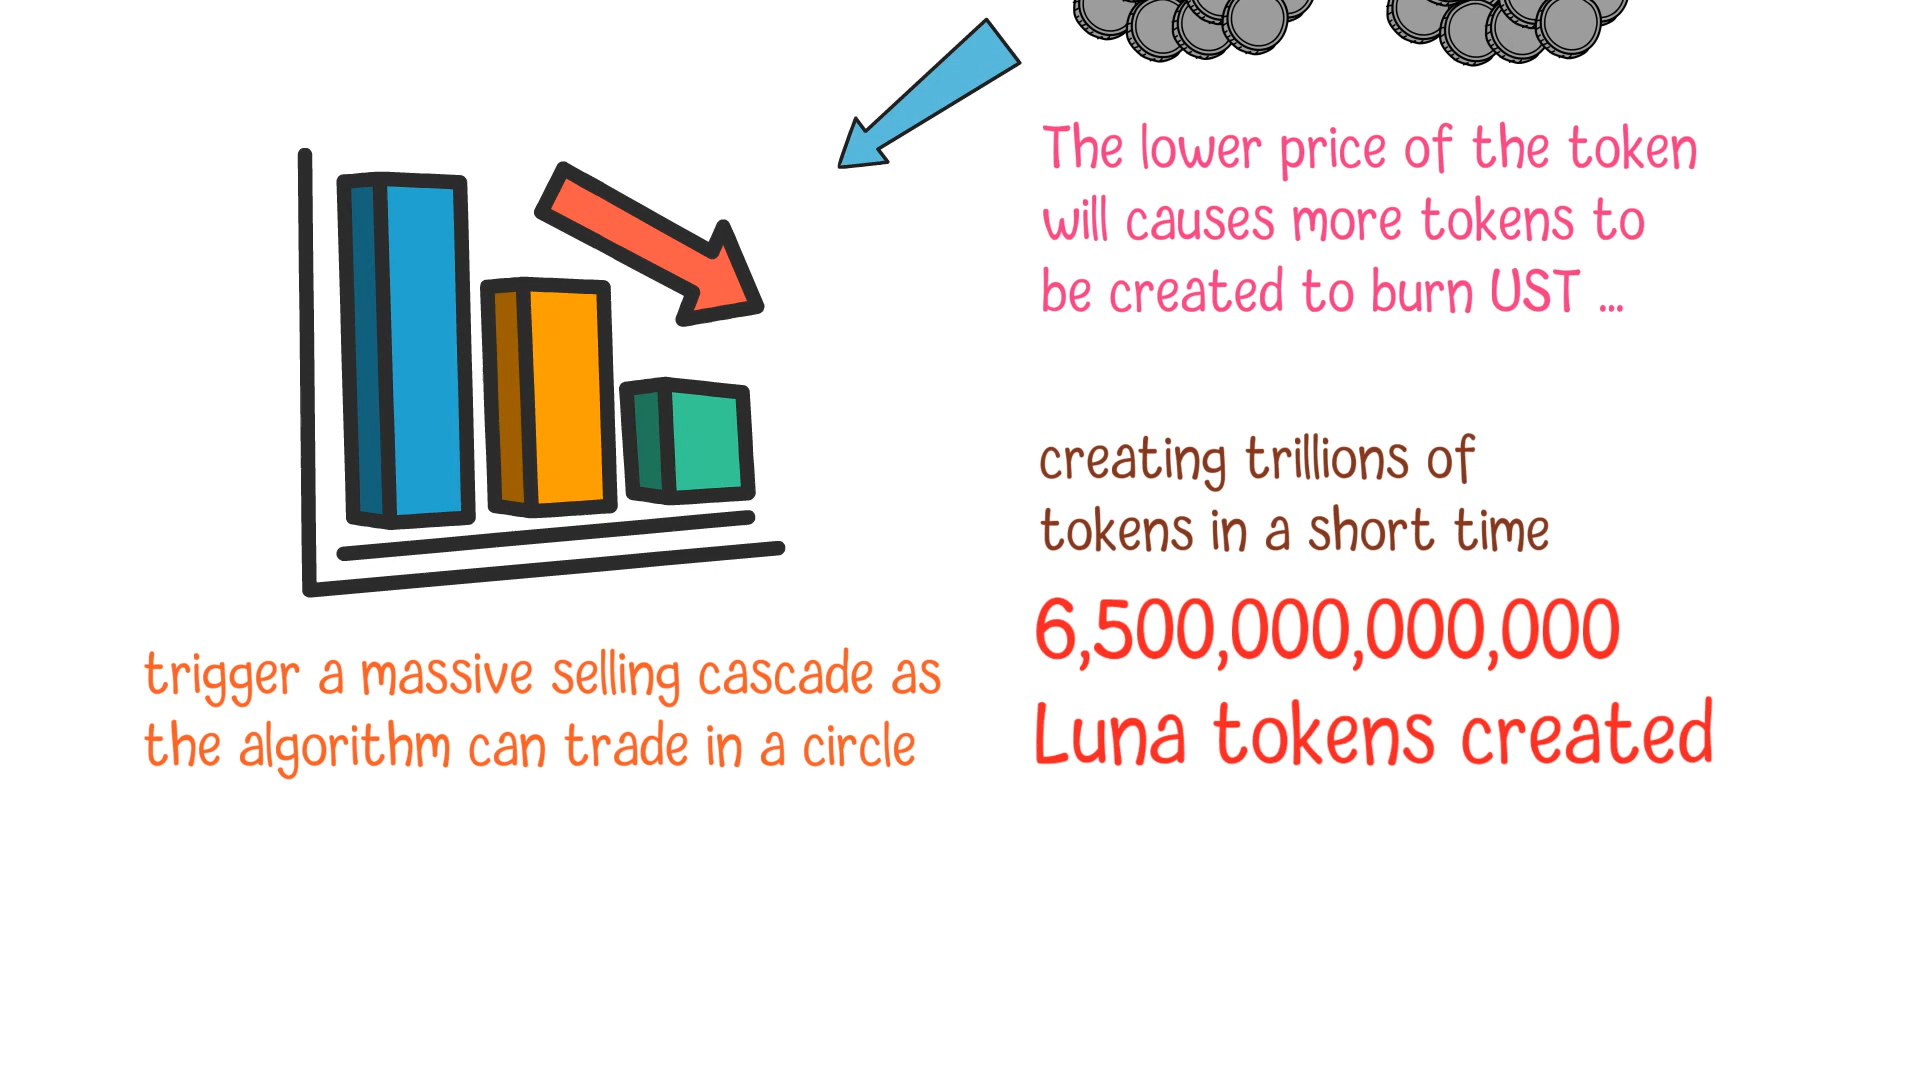 The lower price of the token
will causes more tokens to
be created to burn UST ...
creating trillions of
tokens in a short time
6,500,000,000,000
Luna tokens created
trigger a massive selling cascade as
the algorithm can trade in a circle